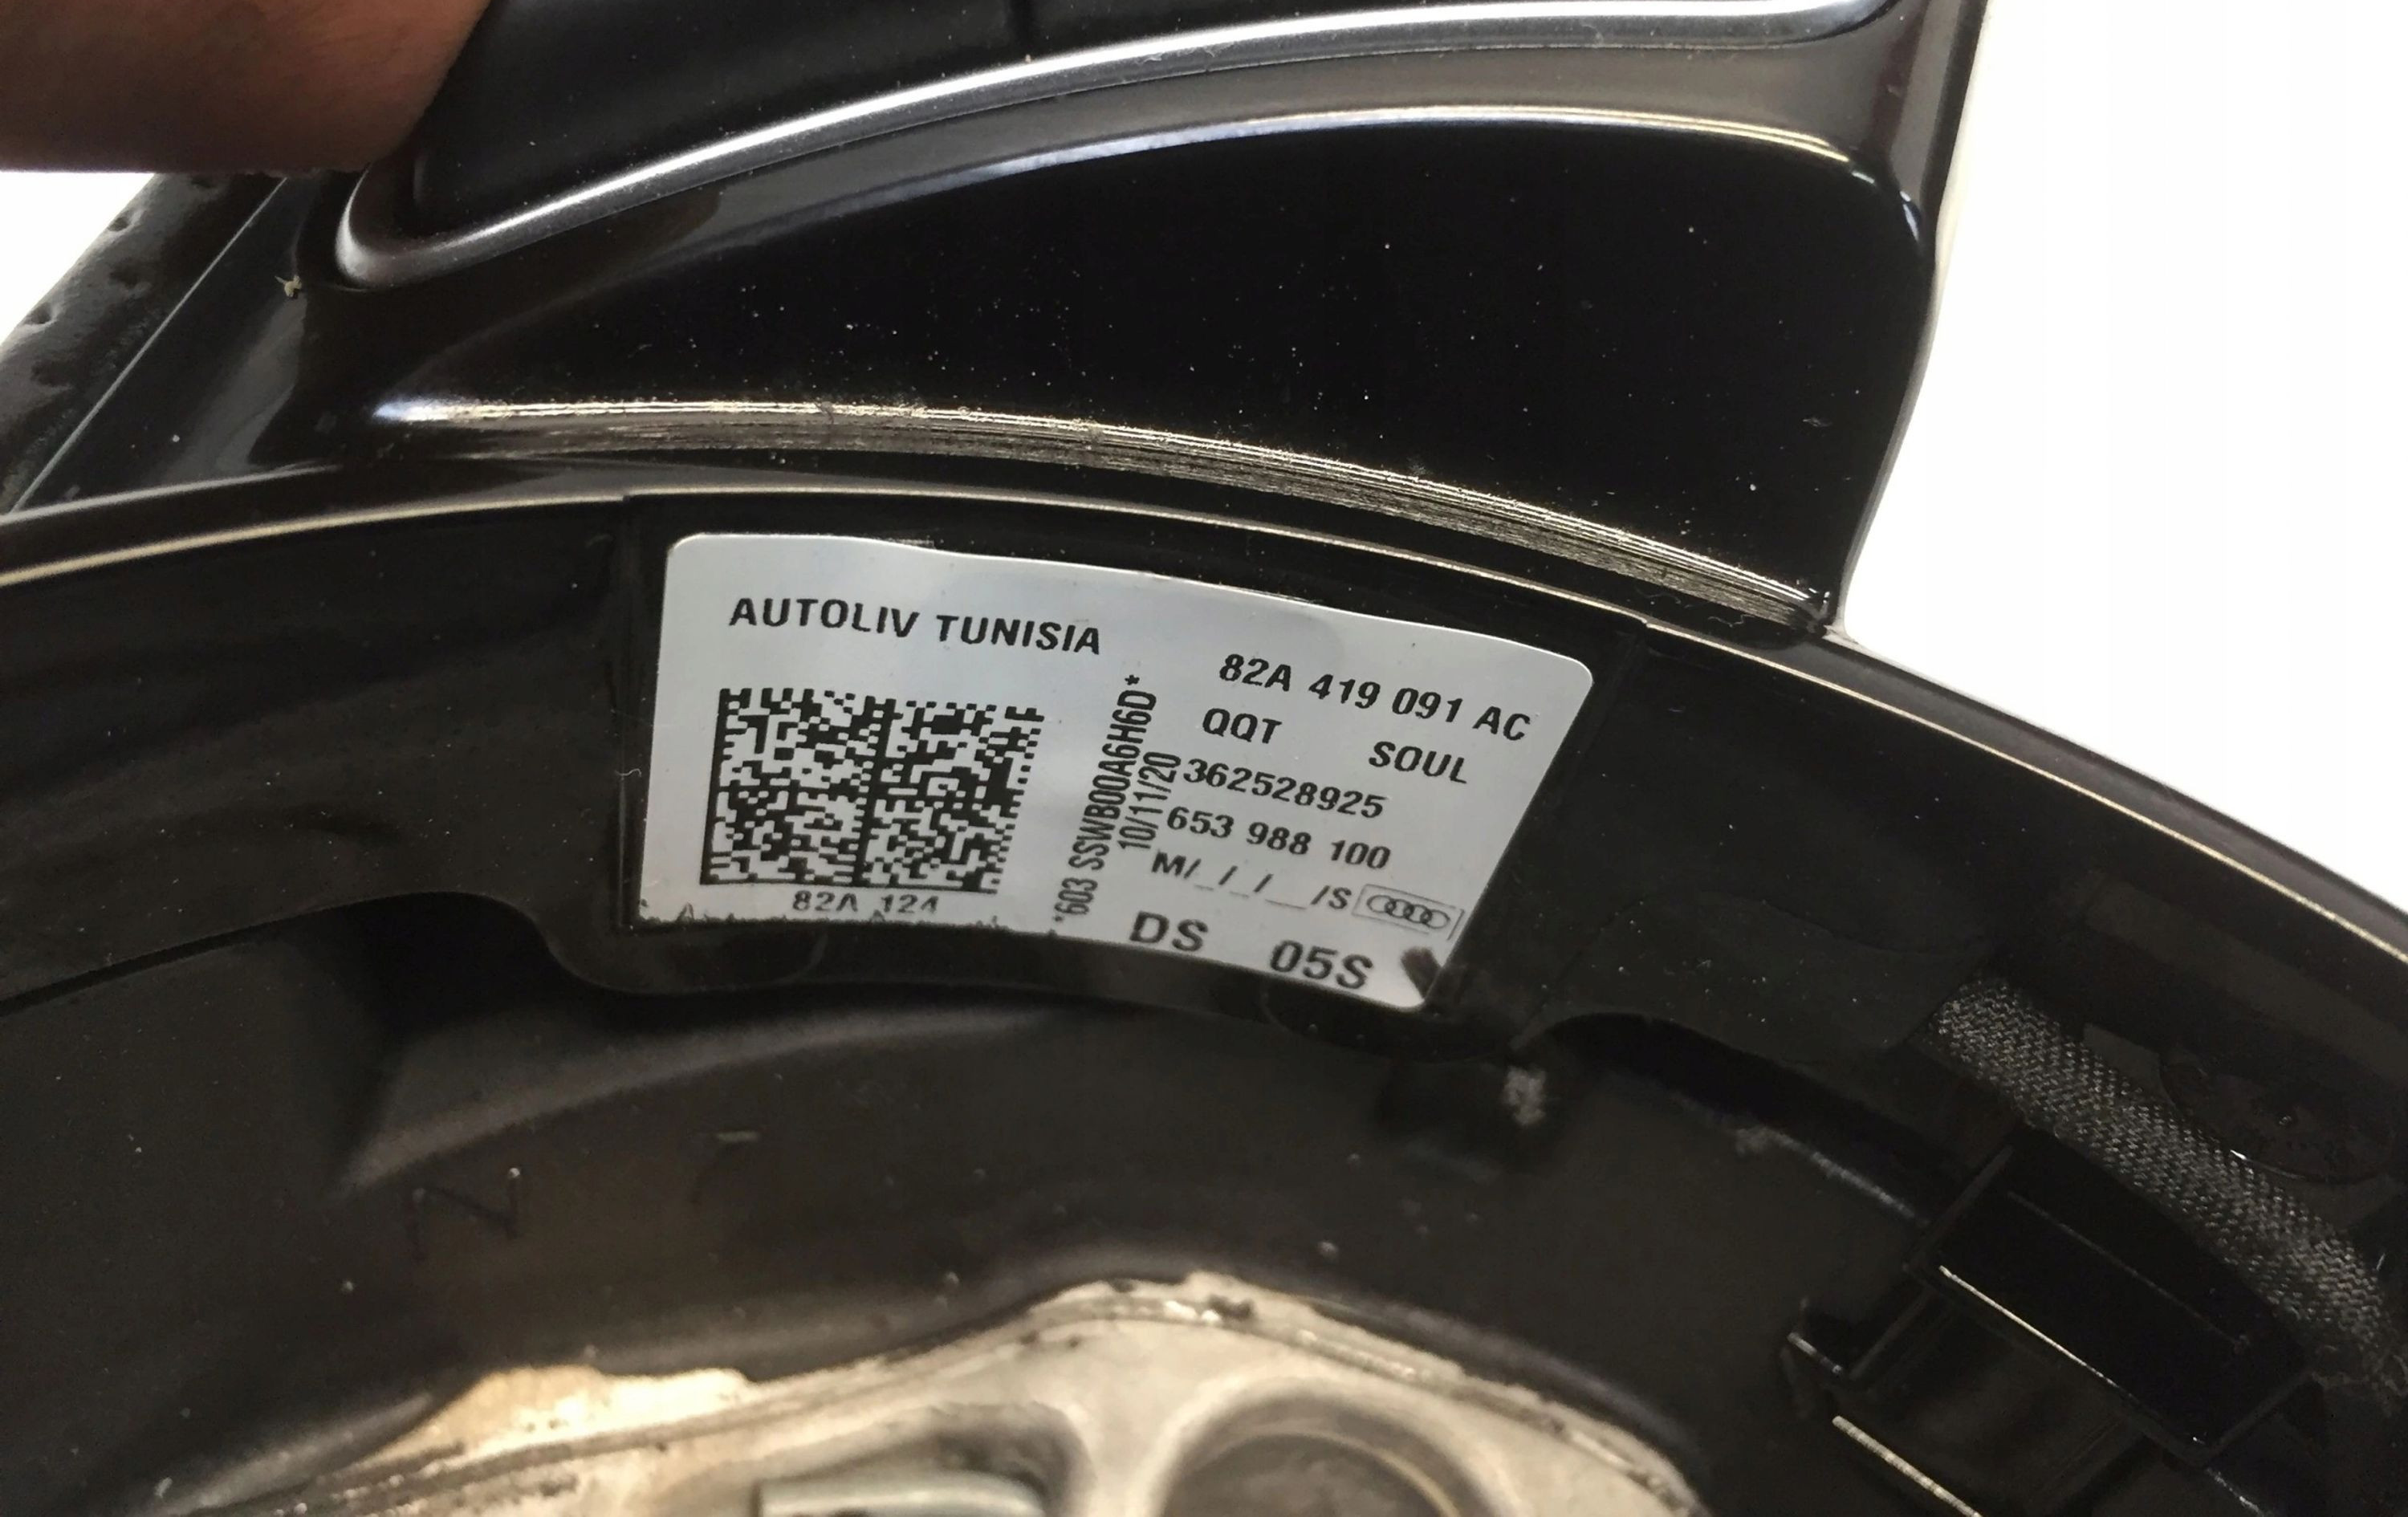 AUTOLIV TUNISIA
82A 419 091 AC
QQT SOUL
362528925
653 988 100
M/_/_/__/S
DS 05S
*603 SSWB00A6H6D*
10/11/20
82A 124